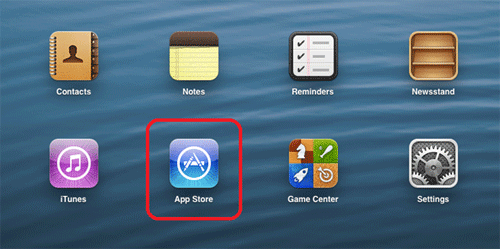 Contacts
Notes
Reminders
Newsstand
iTunes
App Store
Game Center
Settings